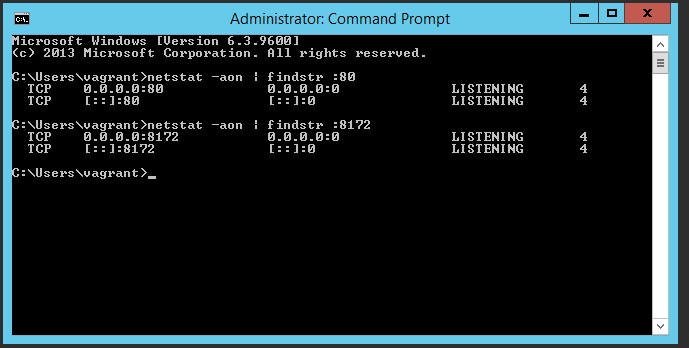 Administrator: Command Prompt
Microsoft Windows [Version 6.3.9600]
(c) 2013 Microsoft Corporation. All rights reserved.
C:\Users\vagrant>netstat -aon | findstr :80
TCP 0.0.0.0:80 0.0.0.0:0 LISTENING 4
TCP [::]:80 [::]:0 LISTENING 4
C:\Users\vagrant>netstat -aon | findstr :8172
TCP 0.0.0.0:8172 0.0.0.0:0 LISTENING 4
TCP [::]:8172 [::]:0 LISTENING 4
C:\Users\vagrant>_